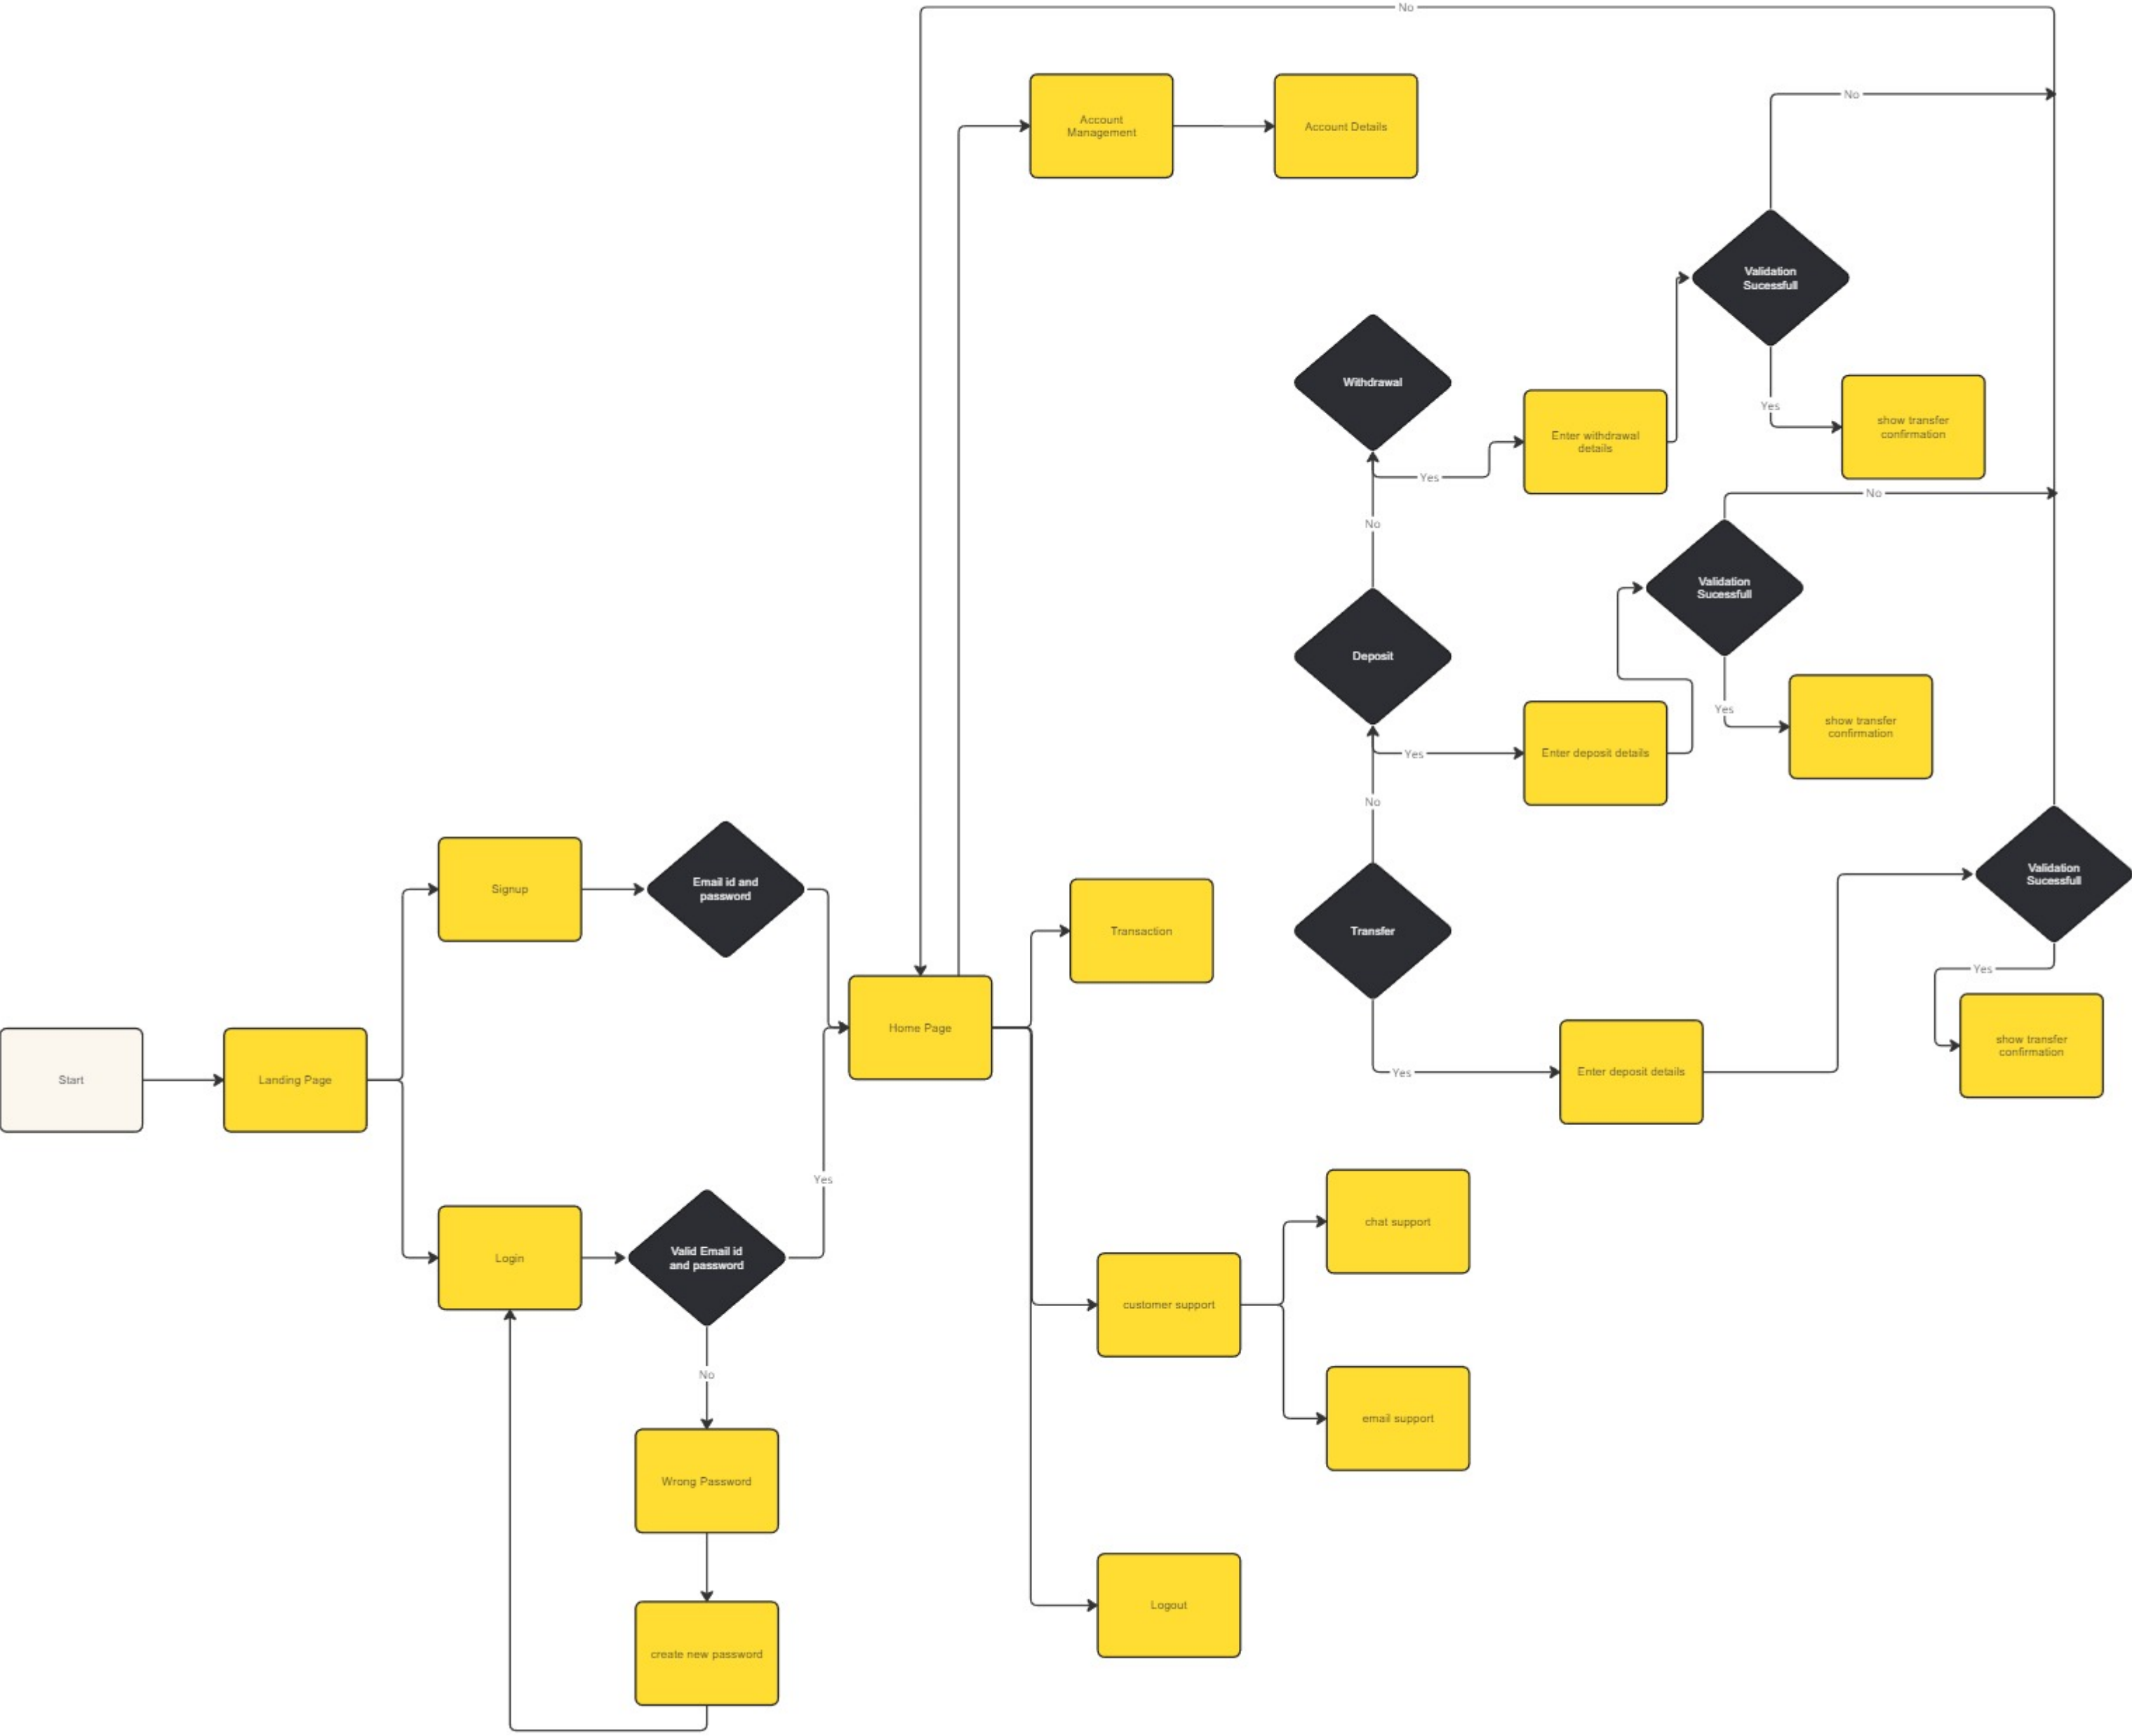 No
Account
Management
Account Details
No
Validation
Sucessfull
Withdrawal
Yes
show transfer
confirmation
Enter withdrawal
details
Yes
No
No
Validation
Sucessfull
Deposit
Yes
show transfer
confirmation
Enter deposit details
Yes
No
Signup
Email id and
password
Transaction
Transfer
Validation
Sucessfull
Yes
show transfer
confirmation
Home Page
Start
Landing Page
Yes
Enter deposit details
Yes
chat support
Login
Valid Email id
and password
customer support
No
email support
Wrong Password
Logout
create new password